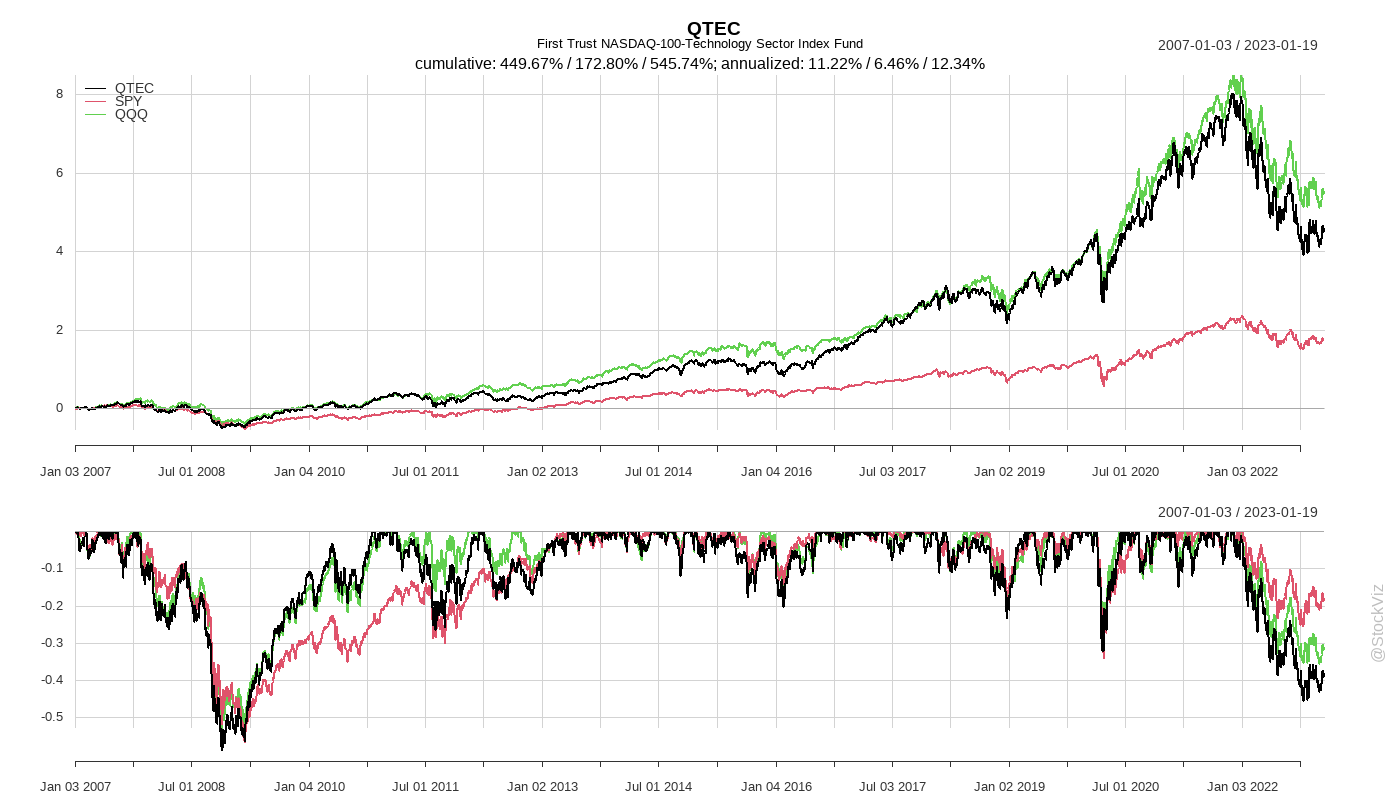 QTEC
First Trust NASDAQ-100-Technology Sector Index Fund
2007-01-03 / 2023-01-19
cumulative: 449.67% / 172.80% / 545.74%; annualized: 11.22% / 6.46% / 12.34%
QTEC
SPY
QQQ
8
6
4
2
0
Jan 03 2007 Jul 01 2008 Jan 04 2010 Jul 01 2011 Jan 02 2013 Jul 01 2014 Jan 04 2016 Jul 03 2017 Jan 02 2019 Jul 01 2020 Jan 03 2022
2007-01-03 / 2023-01-19
-0.1
-0.2
-0.3
-0.4
-0.5
Jan 03 2007 Jul 01 2008 Jan 04 2010 Jul 01 2011 Jan 02 2013 Jul 01 2014 Jan 04 2016 Jul 03 2017 Jan 02 2019 Jul 01 2020 Jan 03 2022
@StockViz